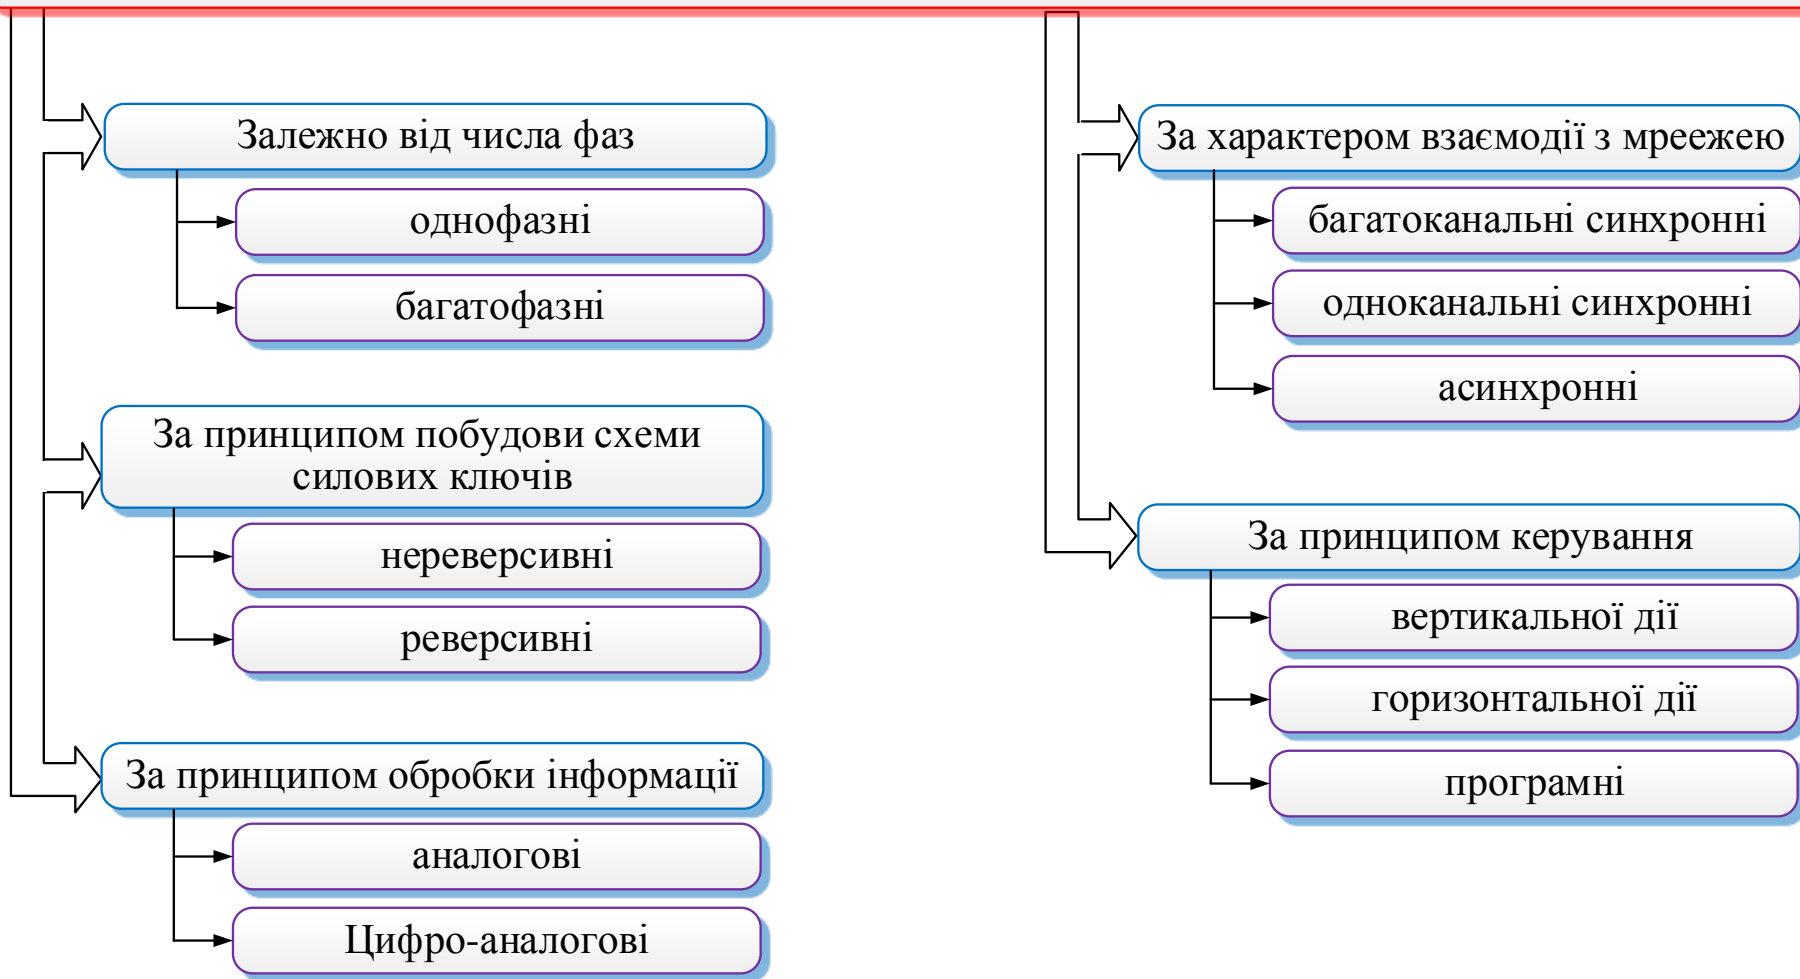 Залежно від числа фаз
однофазні
багатофазні
За принципом побудови схеми
силових ключів
нереверсивні
реверсивні
За принципом обробки інформації
аналогові
Цифро-аналогові
За характером взаємодії з мреежею
багатоканальні синхронні
одноканальні синхронні
асинхронні
За принципом керування
вертикальної дії
горизонтальної дії
програмні